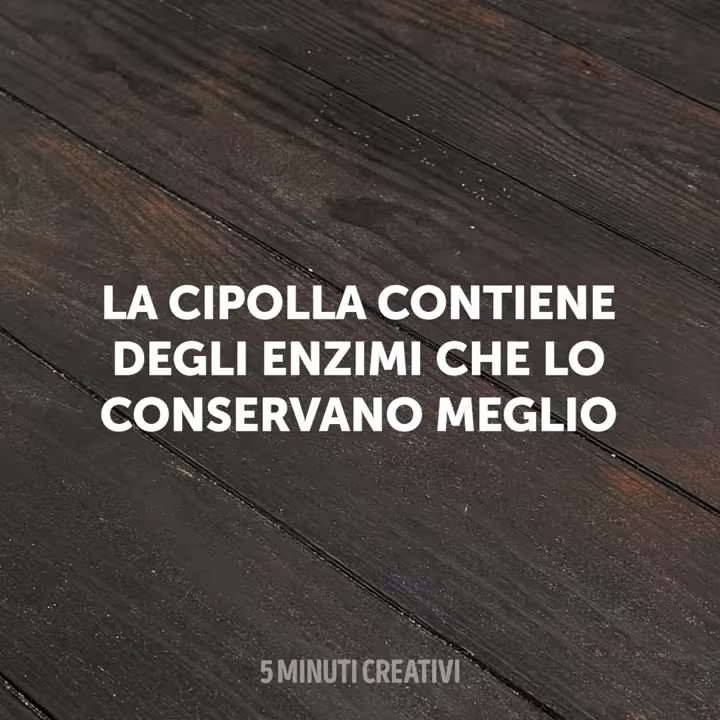 LA CIPOLLA CONTIENE
DEGLI ENZIMI CHE LO
CONSERVANO MEGLIO
5 MINUTI CREATIVI